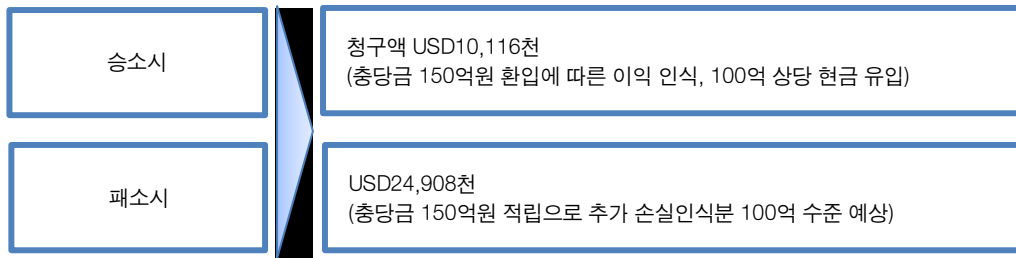 승소시
청구액 USD10,116천
(충당금 150억원 환입에 따른 이익 인식, 100억 상당 현금 유입)
패소시
USD24,908천
(충당금 150억원 적립으로 추가 손실인식분 100억 수준 예상)